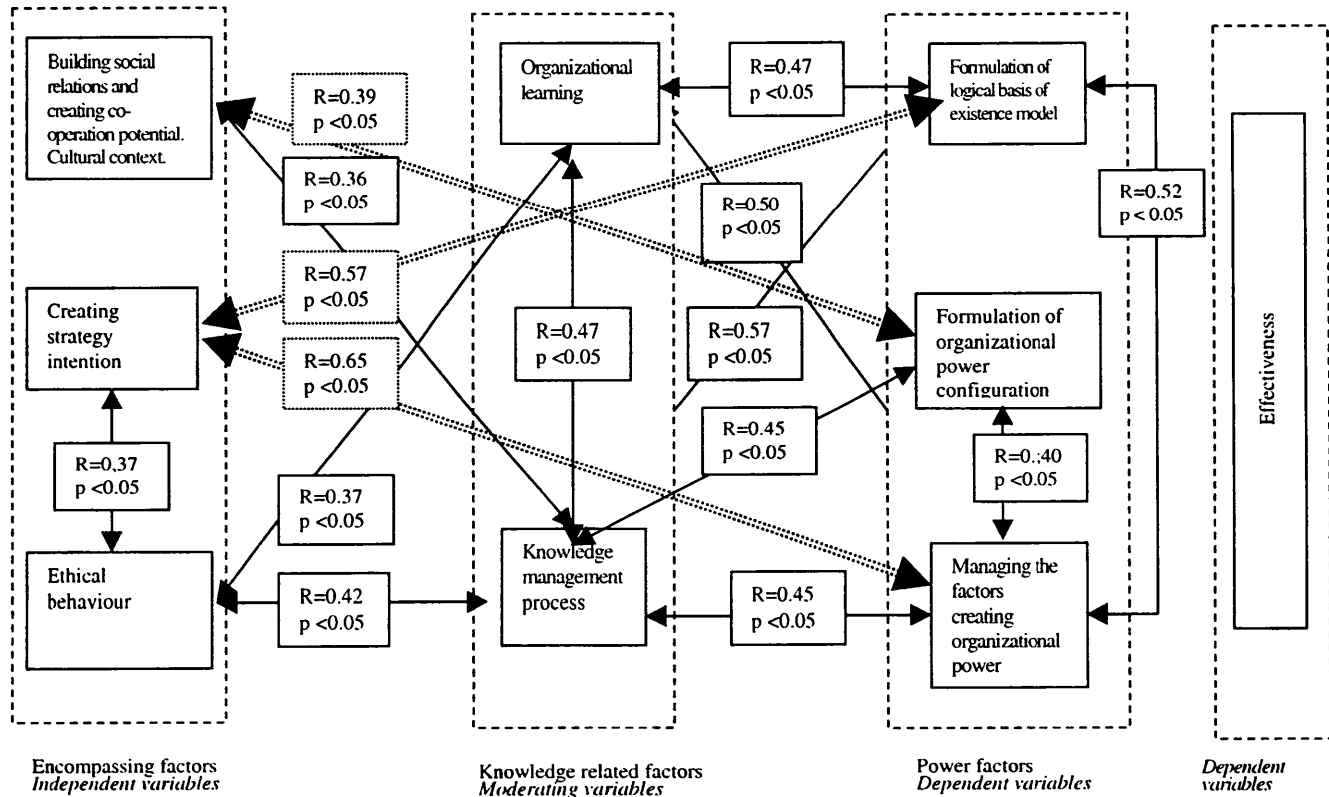 Building social
relations and
creating co-
operation potential.
Cultural context.
Creating
strategy
intention
R=0,37
p <0.05
Ethical
behaviour
R=0.39
p <0.05
R=0.36
p <0.05
R=0.57
p <0.05
R=0.65
p <0.05
R=0.37
p <0.05
R=0.42
p <0.05
Organizational
learning
R=0.47
p <0.05
Knowledge
management
process
R=0.47
p <0.05
R=0.50
p <0.05
R=0.57
p <0.05
R=0.45
p <0.05
R=0.45
p <0.05
Formulation of
logical basis of
existence model
Formulation of
organizational
power
configuration
R=0.;40
p <0.05
Managing the
factors
creating
organizational
power
R=0.52
p < 0.05
Effectiveness
Encompassing factors
Independent variables
Knowledge related factors
Moderating variables
Power factors
Dependent variables
Dependent
variables